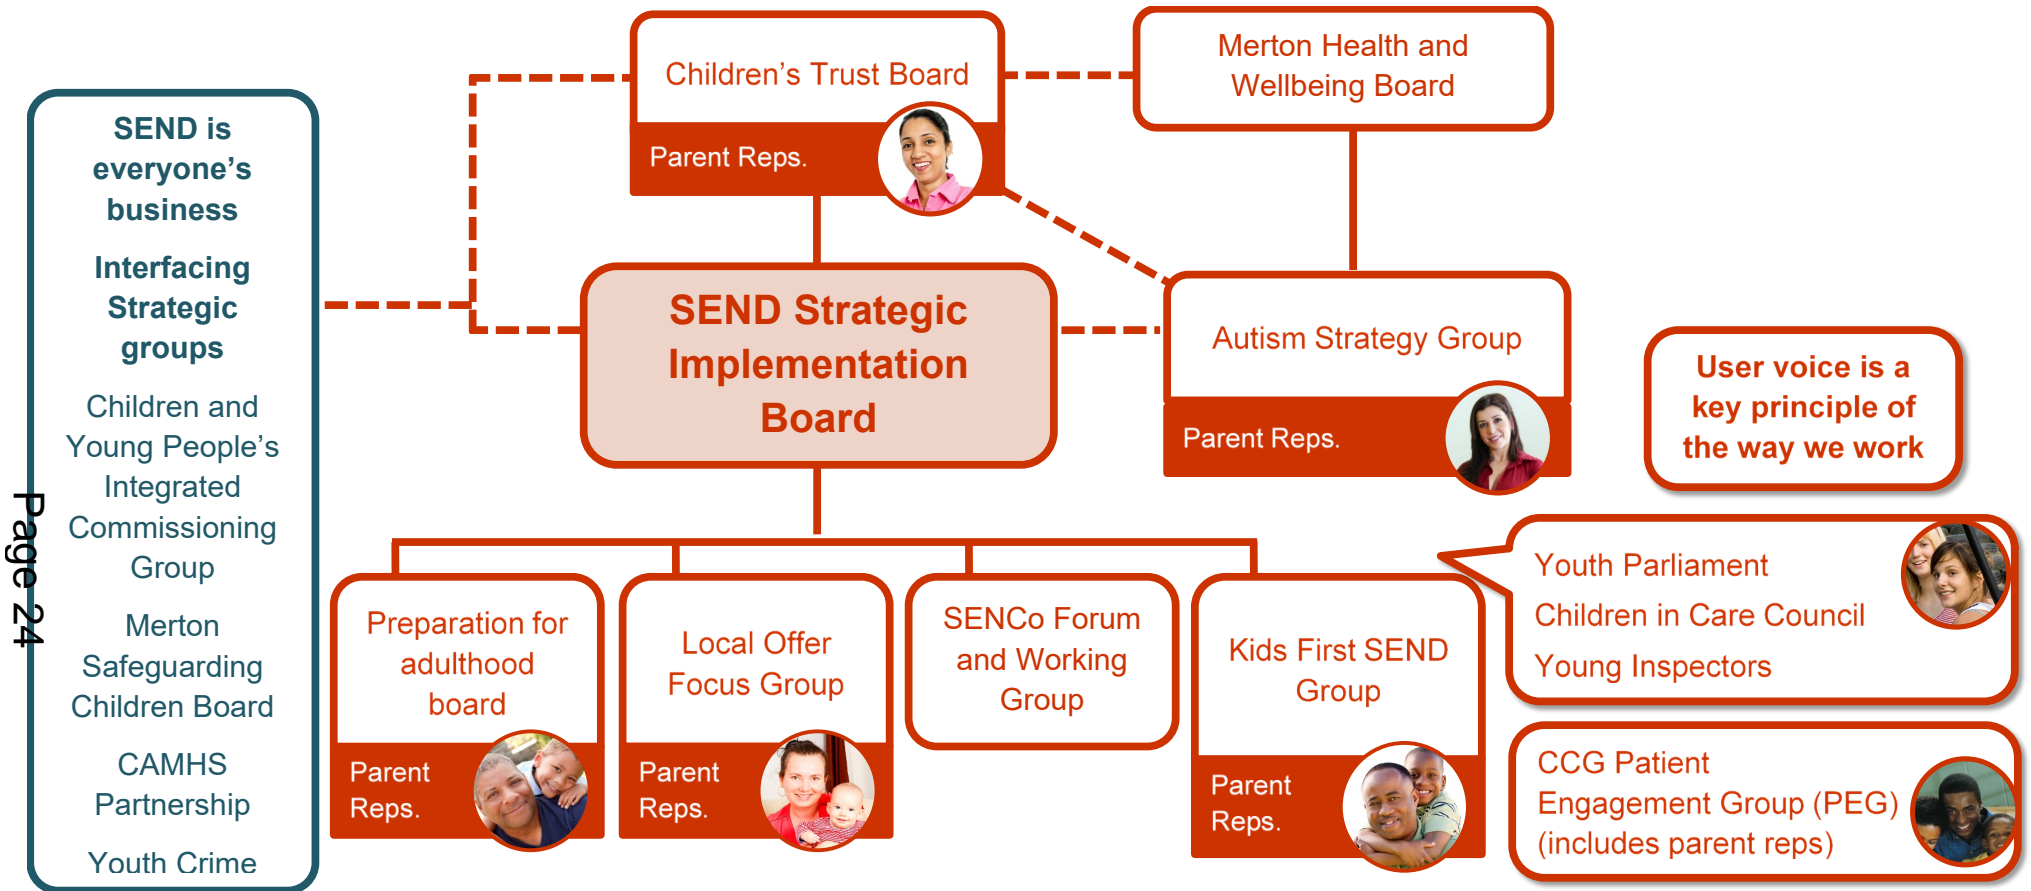 SEND is
everyone’s
business
Interfacing
Strategic
groups
Children and
Young People’s
Integrated
Commissioning
Group
Merton
Safeguarding
Children Board
CAMHS
Partnership
Youth Crime
Page 24
Children’s Trust Board
Parent Reps.
Merton Health and
Wellbeing Board
SEND Strategic
Implementation
Board
Autism Strategy Group
Parent Reps.
User voice is a
key principle of
the way we work
Preparation for
adulthood
board
Parent
Reps.
Local Offer
Focus Group
Parent
Reps.
SENCo Forum
and Working
Group
Kids First SEND
Group
Parent
Reps.
Youth Parliament
Children in Care Council
Young Inspectors
CCG Patient
Engagement Group (PEG)
(includes parent reps)